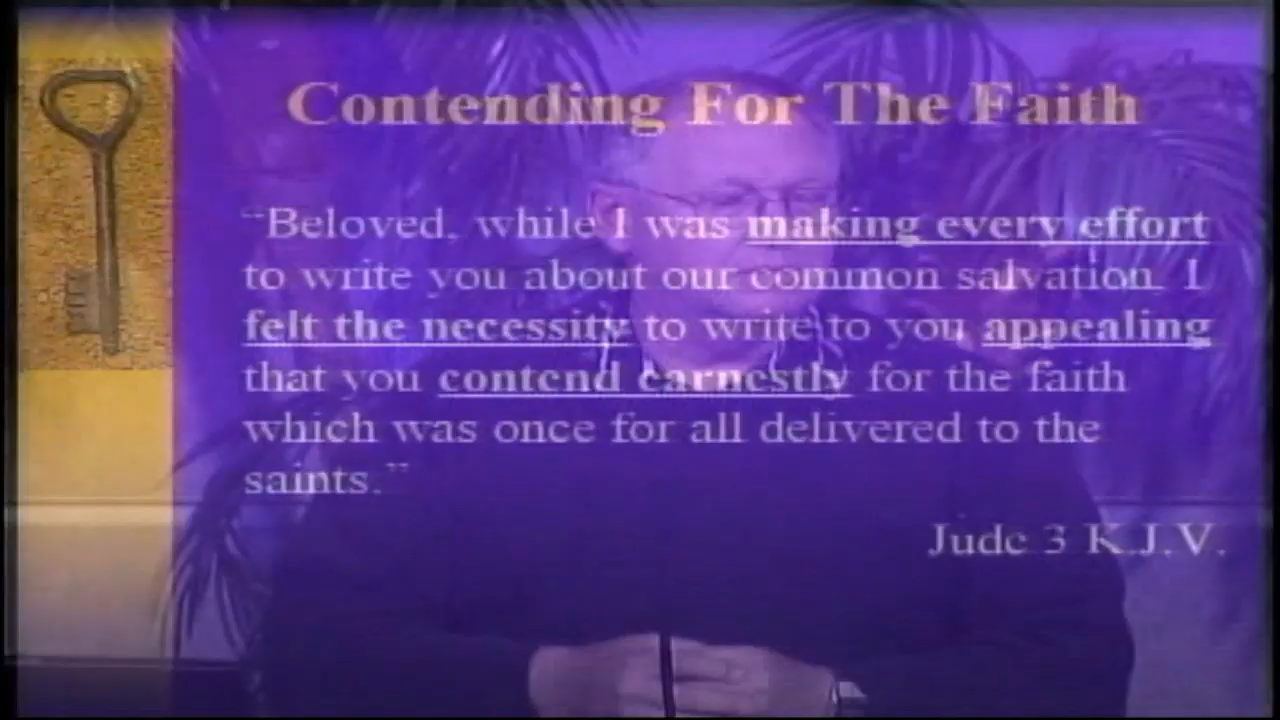 Contending For The Faith
“Beloved, while I was making every effort
to write you about our common salvation. I
felt the necessity to write to you appealing
that you contend earnestly for the faith
which was once for all delivered to the
saints.”
Jude 3 K.J.V.